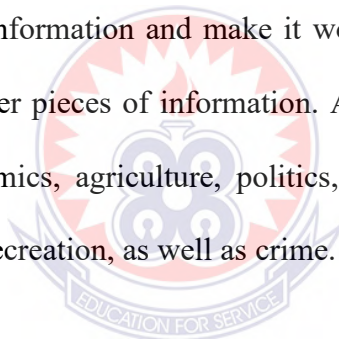 nformation and make it wo
er pieces of information. A
mics, agriculture, politics,
ecreation, as well as crime.
EDUCATION FOR SERVICE